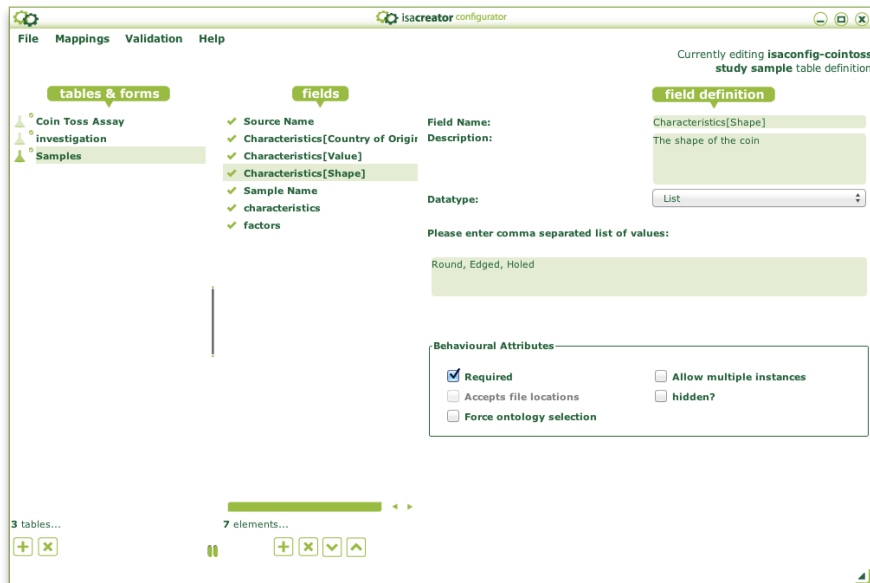 isacreator configurator
File Mappings Validation Help
Currently editing isaconfig-cointoss
study sample table definition
tables & forms
Coin Toss Assay
investigation
Samples
3 tables...
fields
Source Name
Characteristics[Country of Origin
Characteristics[Value]
Characteristics[Shape]
Sample Name
characteristics
factors
7 elements...
field definition
Field Name: Characteristics[Shape]
Description: The shape of the coin
Datatype: List
Please enter comma separated list of values:
Round, Edged, Holed
Behavioural Attributes
Required Allow multiple instances
Accepts file locations hidden?
Force ontology selection